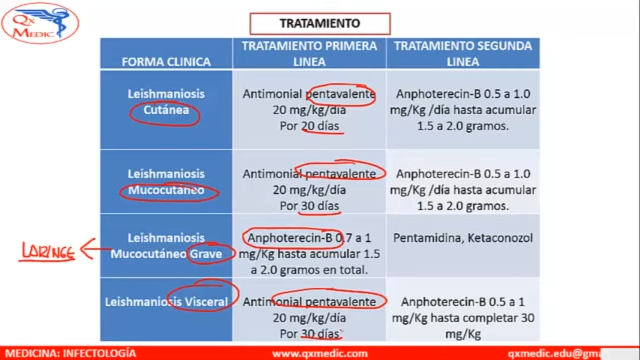 Qx
MEDIC
TRATAMIENTO
FORMA CLINICA
TRATAMIENTO PRIMERA
LINEA
TRATAMIENTO SEGUNDA
LINEA
Leishmaniosis
Cutánea
Antimonial pentavalente
20 mg/kg/día
Por 20 días
Anphoterecin-B 0.5 a 1.0
mg/Kg /día hasta acumular
1.5 a 2.0 gramos.
Leishmaniosis
Mucocutáneo
Antimonial pentavalente
20 mg/kg/día
Por 30 días
Anphoterecin-B 0.5 a 1.0
mg/Kg /día hasta acumular
1.5 a 2.0 gramos.
LARINGE
Leishmaniosis
Mucocutáneo Grave
Anphoterecin-B 0.7 a 1
mg/Kg hasta acumular 1.5
a 2.0 gramos en total.
Pentamidina, Ketaconozol
Leishmaniosis Visceral
Antimonial pentavalente
20 mg/kg/día
Por 30 días
Anphoterecin-B 0.5 a 1
mg/Kg hasta completar 30
mg/Kg
MEDICINA: INFECTOLOGÍA
www.qxmedic.com
qxmedic.edu@gma